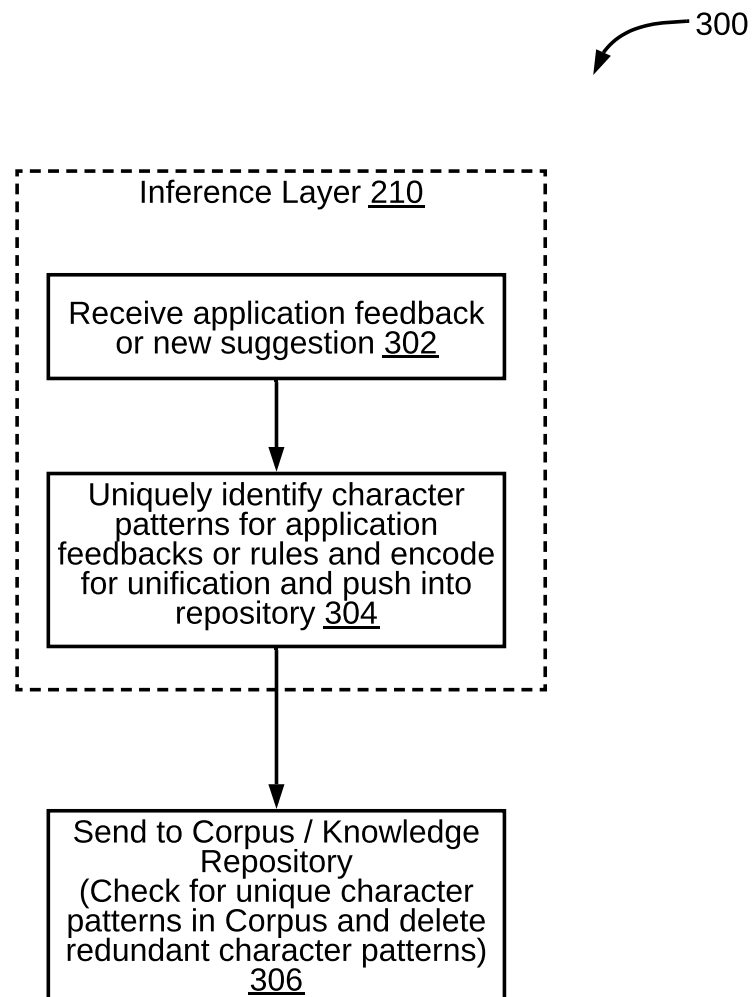 300
Inference Layer 210
Receive application feedback
or new suggestion 302
Uniquely identify character
patterns for application
feedbacks or rules and encode
for unification and push into
repository 304
Send to Corpus / Knowledge
Repository
(Check for unique character
patterns in Corpus and delete
redundant character patterns)
306